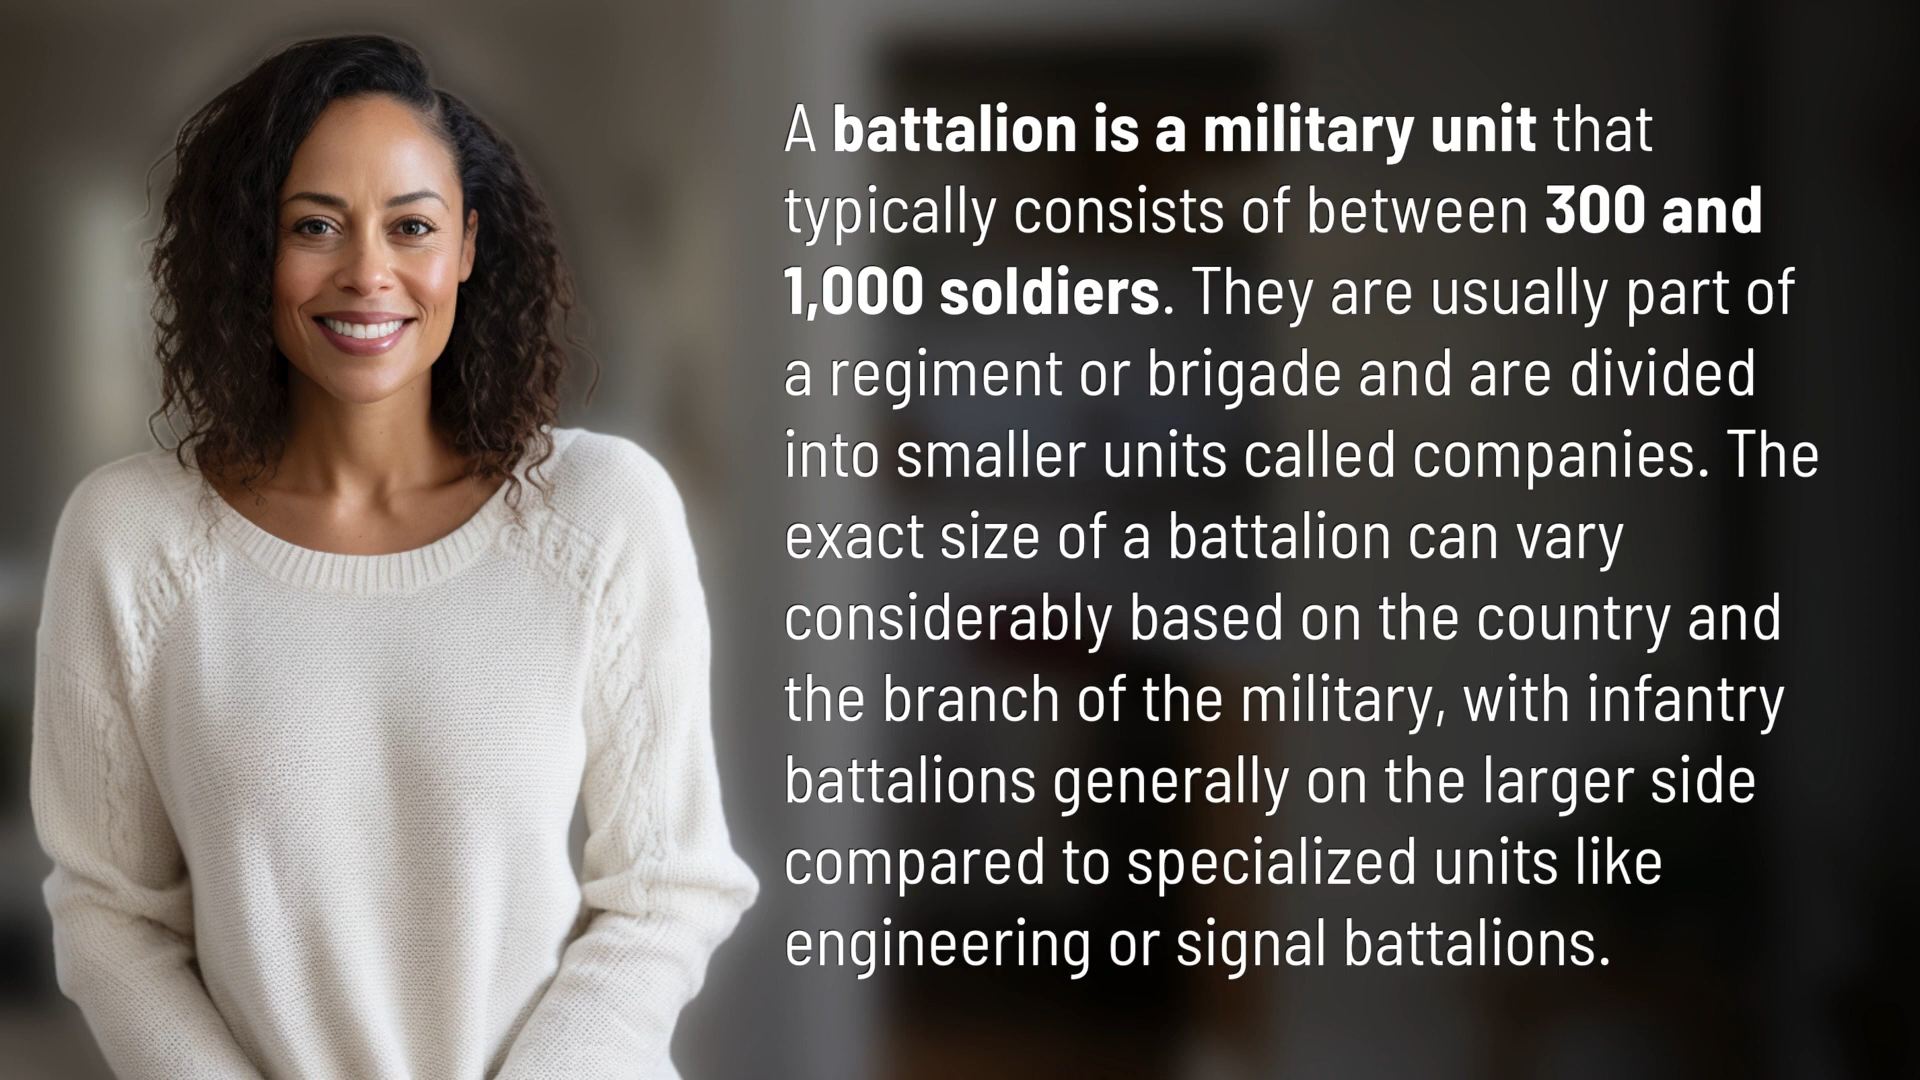 A battalion is a military unit that
typically consists of between 300 and
1,000 soldiers. They are usually part of
a regiment or brigade and are divided
into smaller units called companies. The
exact size of a battalion can vary
considerably based on the country and
the branch of the military, with infantry
battalions generally on the larger side
compared to specialized units like
engineering or signal battalions.